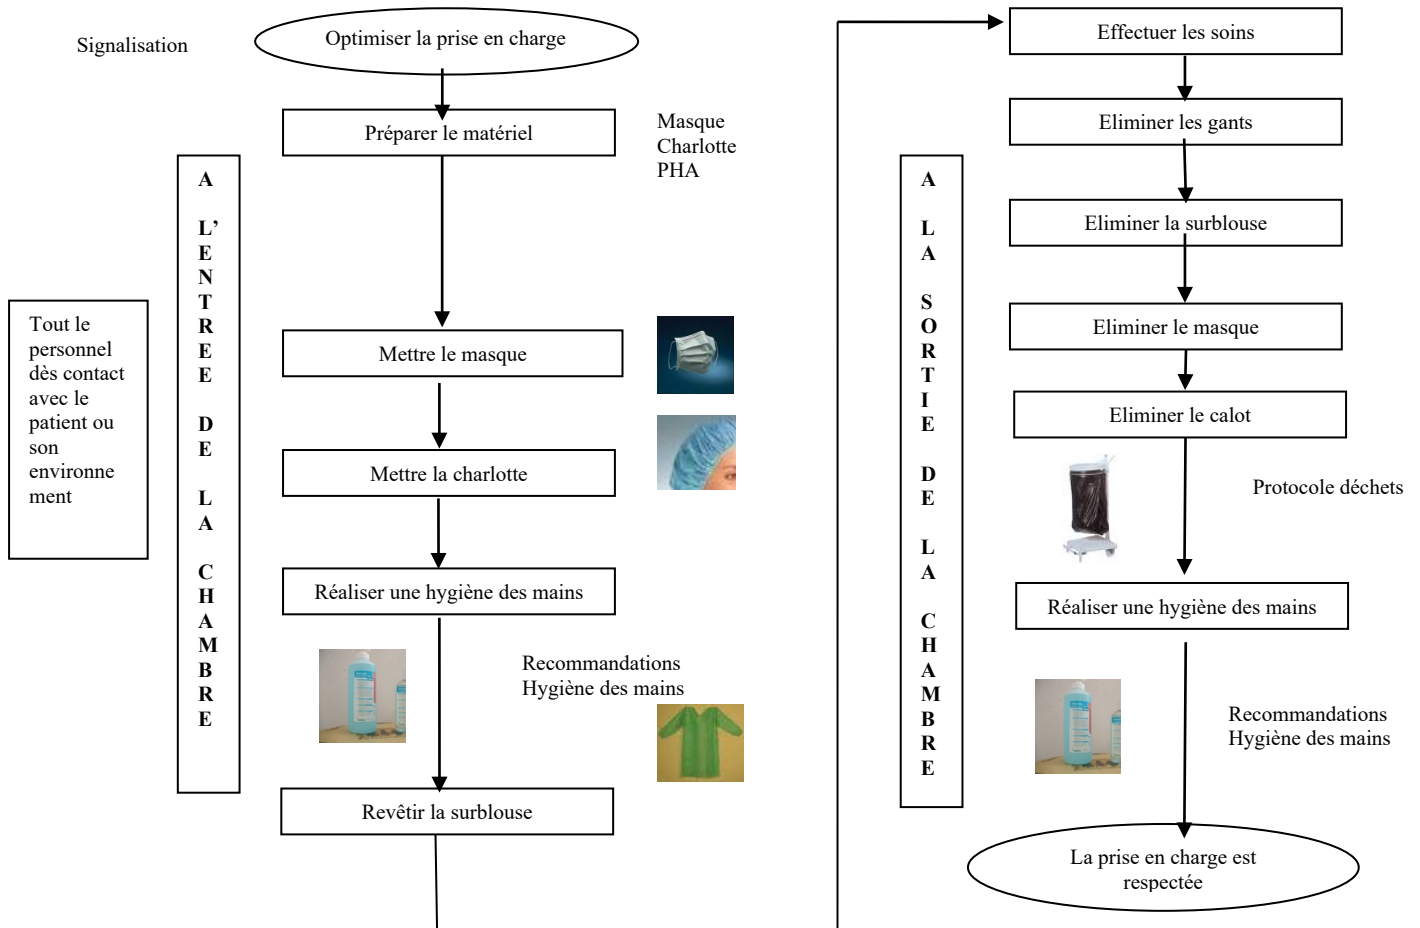 Signalisation
Optimiser la prise en charge
Préparer le matériel
Masque
Charlotte
PHA
A
L’
E
N
T
R
E
E
D
E
L
A
C
H
A
M
B
R
E
Tout le
personnel
dès contact
avec le
patient ou
son
environne
ment
Mettre le masque
Mettre la charlotte
Réaliser une hygiène des mains
Recommandations
Hygiène des mains
Revêtir la surblouse
Effectuer les soins
Eliminer les gants
A
L
A
S
O
R
T
I
E
D
E
L
A
C
H
A
M
B
R
E
Eliminer la surblouse
Eliminer le masque
Eliminer le calot
Protocole déchets
Réaliser une hygiène des mains
Recommandations
Hygiène des mains
La prise en charge est
respectée